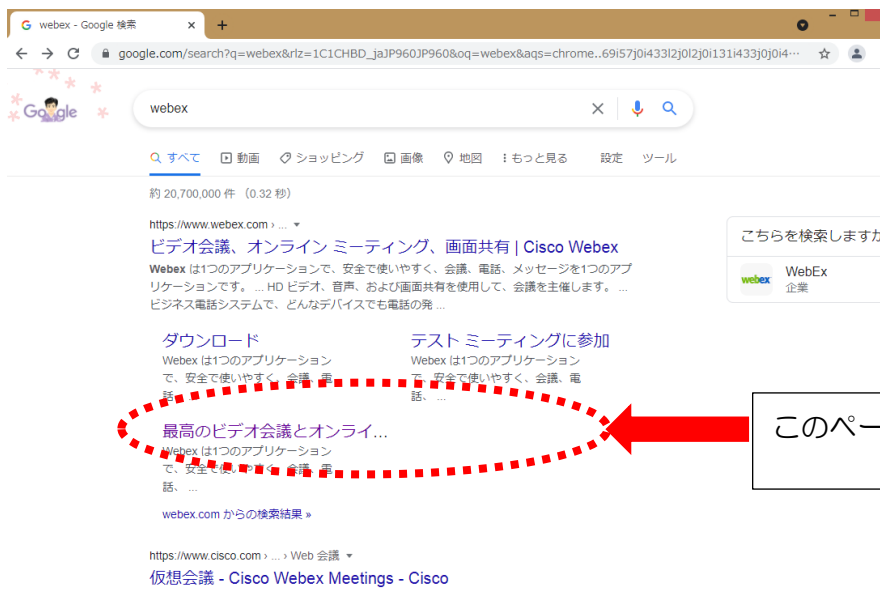 webex - Google 検索
google.com/search?q=webex&rlz=1C1CHBD_jaJP960JP960&oq=webex&aqs=chrome..69i57j0i433l2j0l2j0i131i433j0j0i4…
Google
webex
すべて 動画 ショッピング 画像 地図 もっと見る 設定 ツール
約 20,700,000 件 （0.32 秒）
https://www.webex.com › ...
ビデオ会議、オンライン ミーティング、画面共有 | Cisco Webex
Webex は1つのアプリケーションで、安全で使いやすく、会議、電話、メッセージを1つのアプ
リケーションです。 ... HD ビデオ、音声、および画面共有を使用して、会議を主催します。 ...
ビジネス電話システムで、どんなデバイスでも電話の発 ...
こちらを検索しますか
webex
WebEx
企業
ダウンロード
Webex は1つのアプリケーション
で、安全で使いやすく、会議、電
話、 ...
テスト ミーティングに参加
Webex は1つのアプリケーション
で、安全で使いやすく、会議、電
話、 ...
最高のビデオ会議とオンライ...
Webex は1つのアプリケーション
で、安全で使いやすく、会議、電
話、 ...
このペー
webex.com からの検索結果 »
https://www.cisco.com › ... › Web 会議
仮想会議 - Cisco Webex Meetings - Cisco